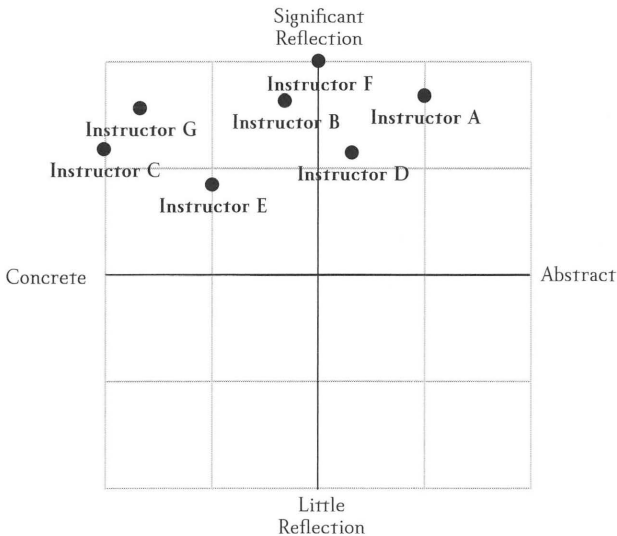 Significant
Reflection
Instructor F
Instructor B
Instructor A
Instructor G
Instructor C
Instructor D
Instructor E
Concrete
Abstract
Little
Reflection